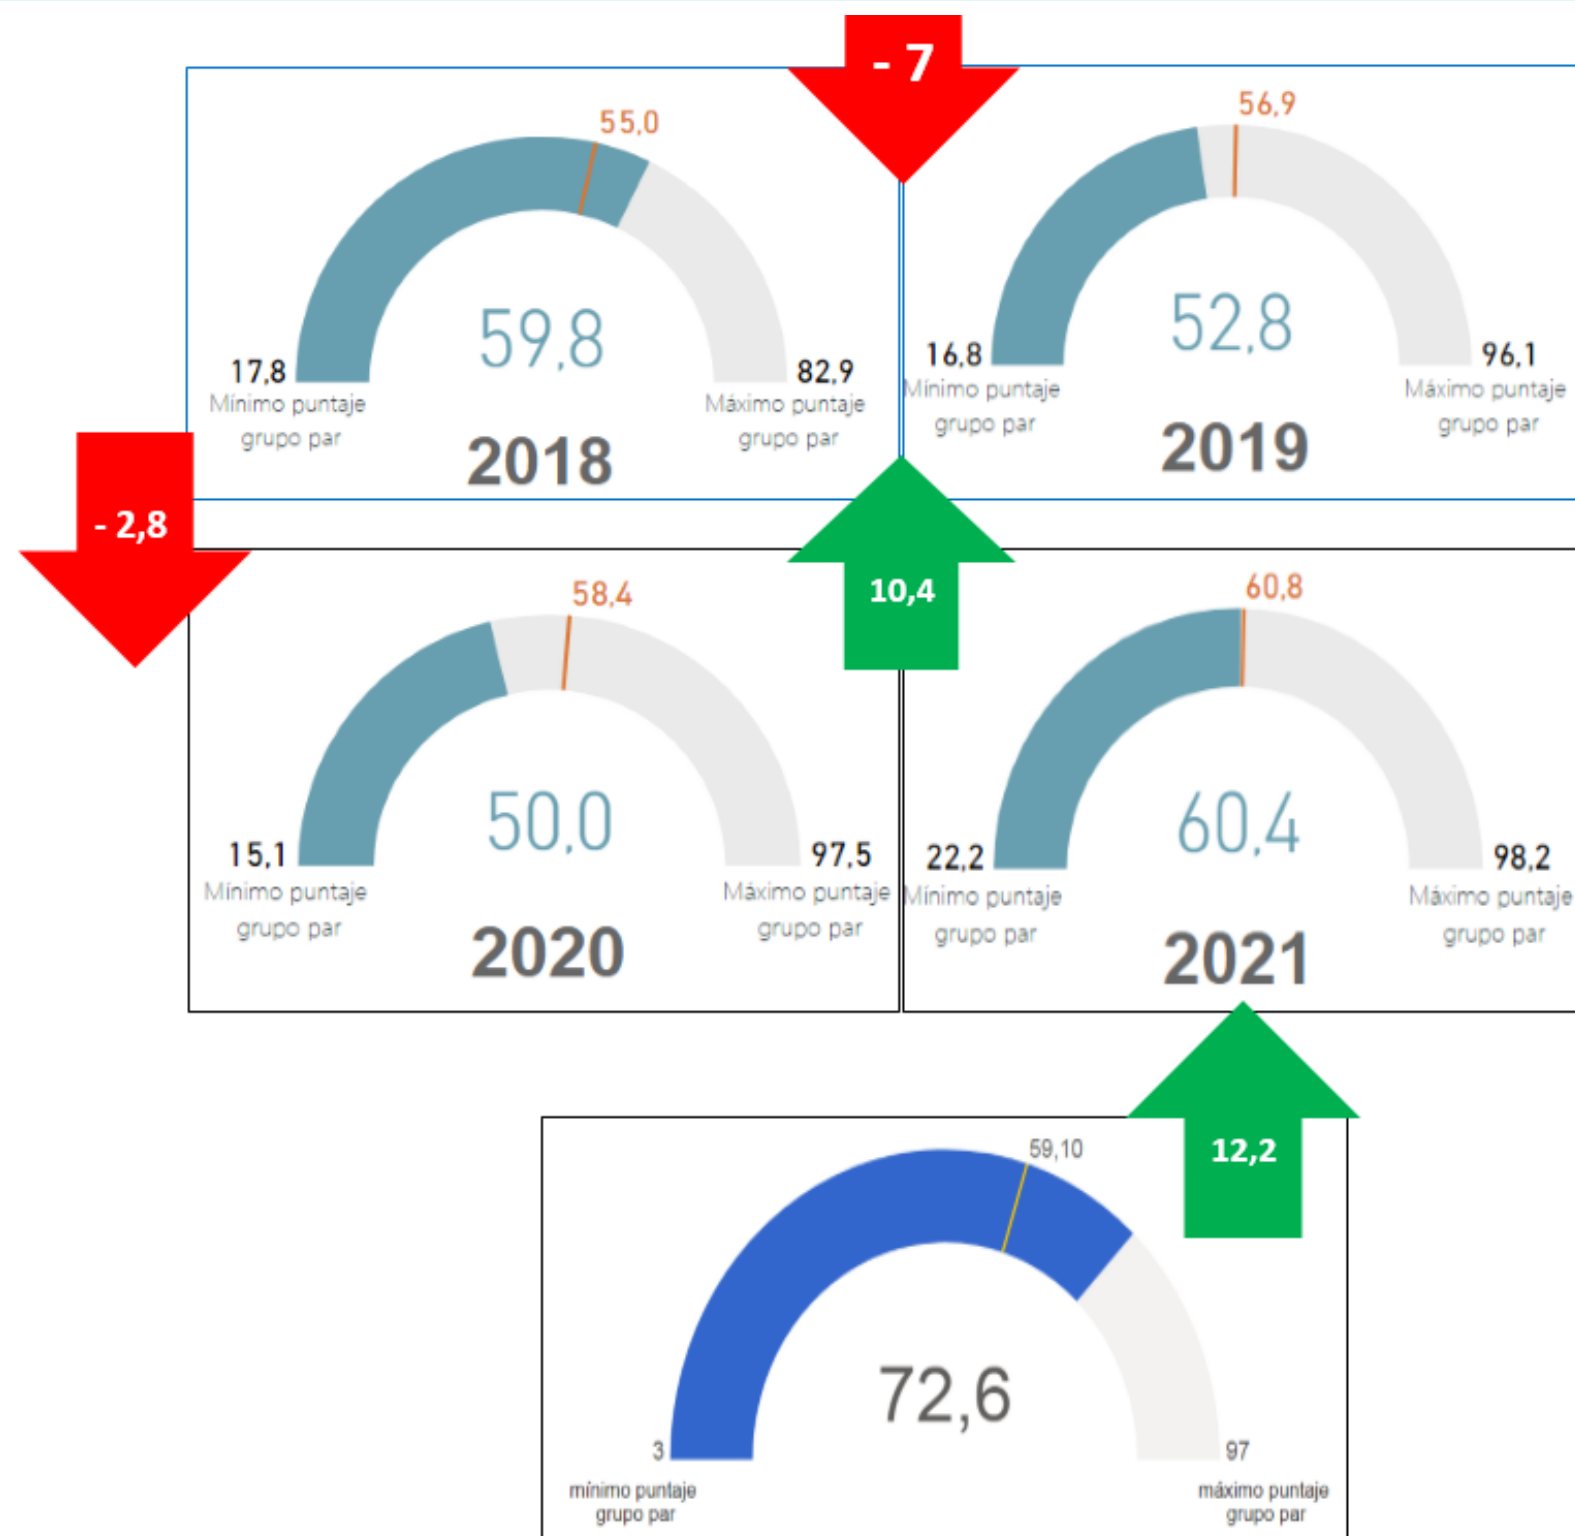 - 7
55,0
59,8
17,8
Mínimo puntaje
grupo par
82,9
Máximo puntaje
grupo par
2018
56,9
52,8
16,8
Mínimo puntaje
grupo par
96,1
Máximo puntaje
grupo par
2019
- 2,8
10,4
58,4
50,0
15,1
Mínimo puntaje
grupo par
97,5
Máximo puntaje
grupo par
2020
60,8
60,4
22,2
Mínimo puntaje
grupo par
98,2
Máximo puntaje
grupo par
2021
12,2
59,10
72,6
3
mínimo puntaje
grupo par
97
máximo puntaje
grupo par